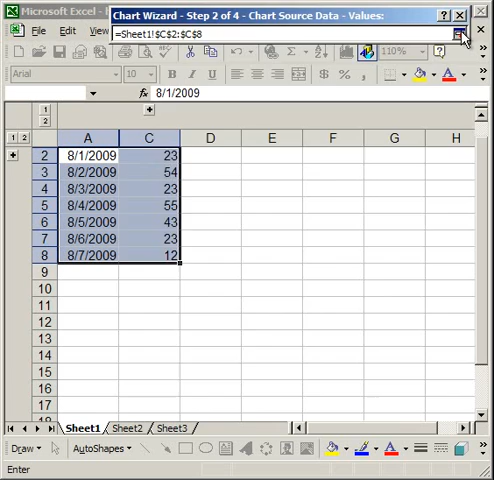 Microsoft Excel
Chart Wizard - Step 2 of 4 - Chart Source Data - Values:
=Sheet1!$C$2:$C$8
File Edit View
Arial 10 110%
8/1/2009
1
2
1 2
A C D E F G H
2 8/1/2009 23
3 8/2/2009 54
4 8/3/2009 23
5 8/4/2009 55
6 8/5/2009 43
7 8/6/2009 23
8 8/7/2009 12
9
10
11
12
13
14
15
16
17
18
Sheet1 Sheet2 Sheet3
Draw AutoShapes
Enter